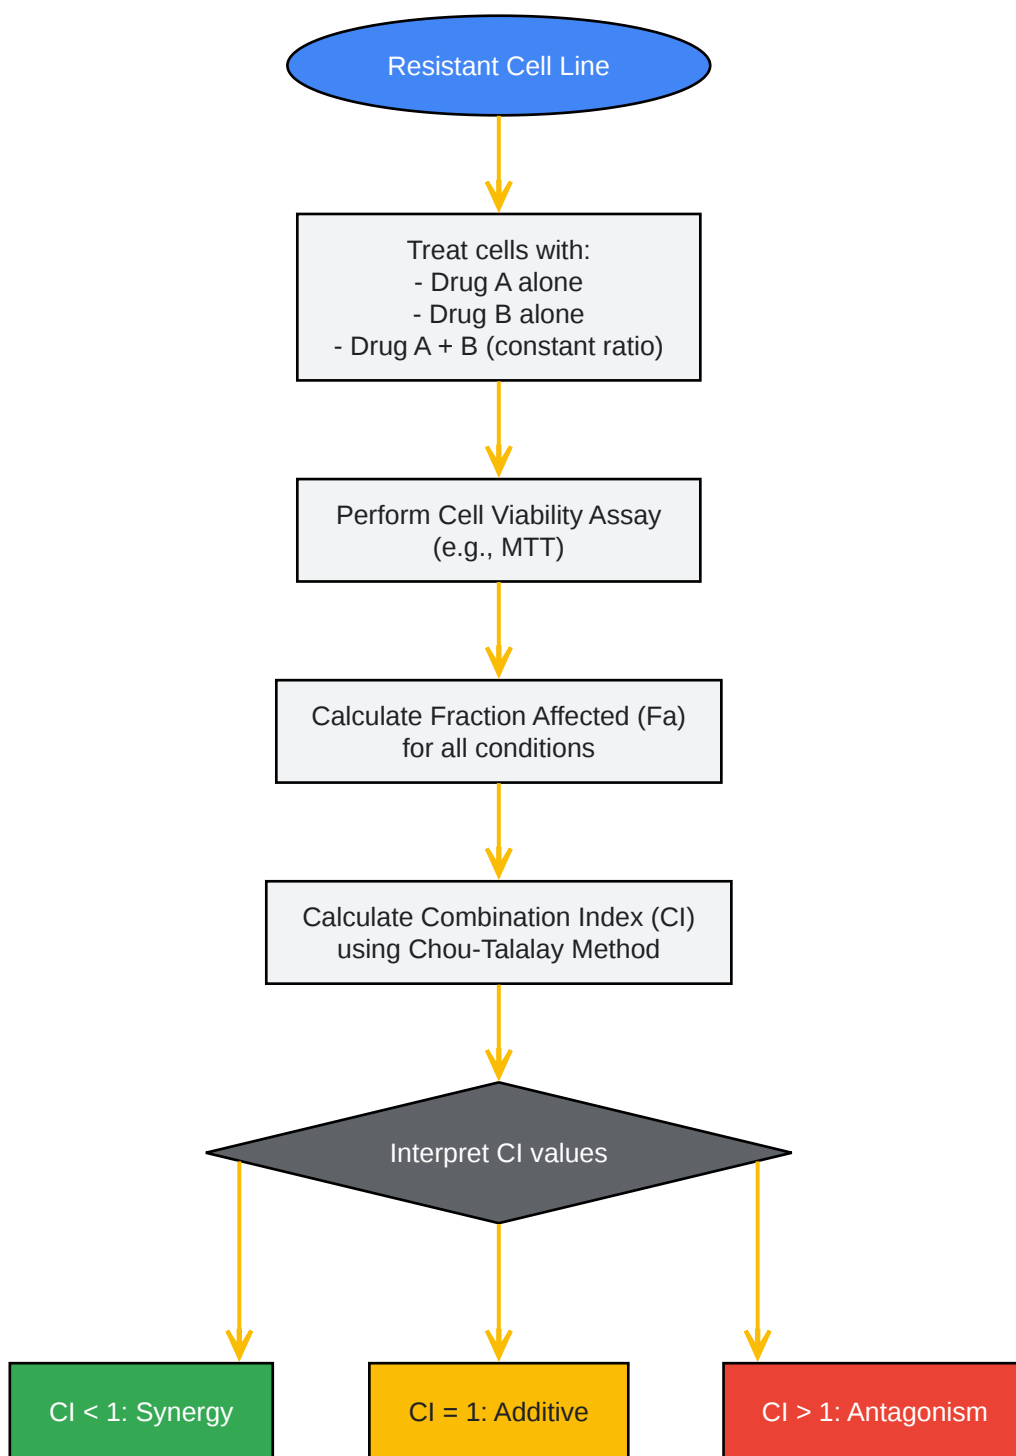 Resistant Cell Line
Treat cells with:
- Drug A alone
- Drug B alone
- Drug A + B (constant ratio)
Perform Cell Viability Assay
(e.g., MTT)
Calculate Fraction Affected (Fa)
for all conditions
Calculate Combination Index (CI)
using Chou-Talalay Method
Interpret CI values
CI < 1: Synergy
CI = 1: Additive
CI > 1: Antagonism